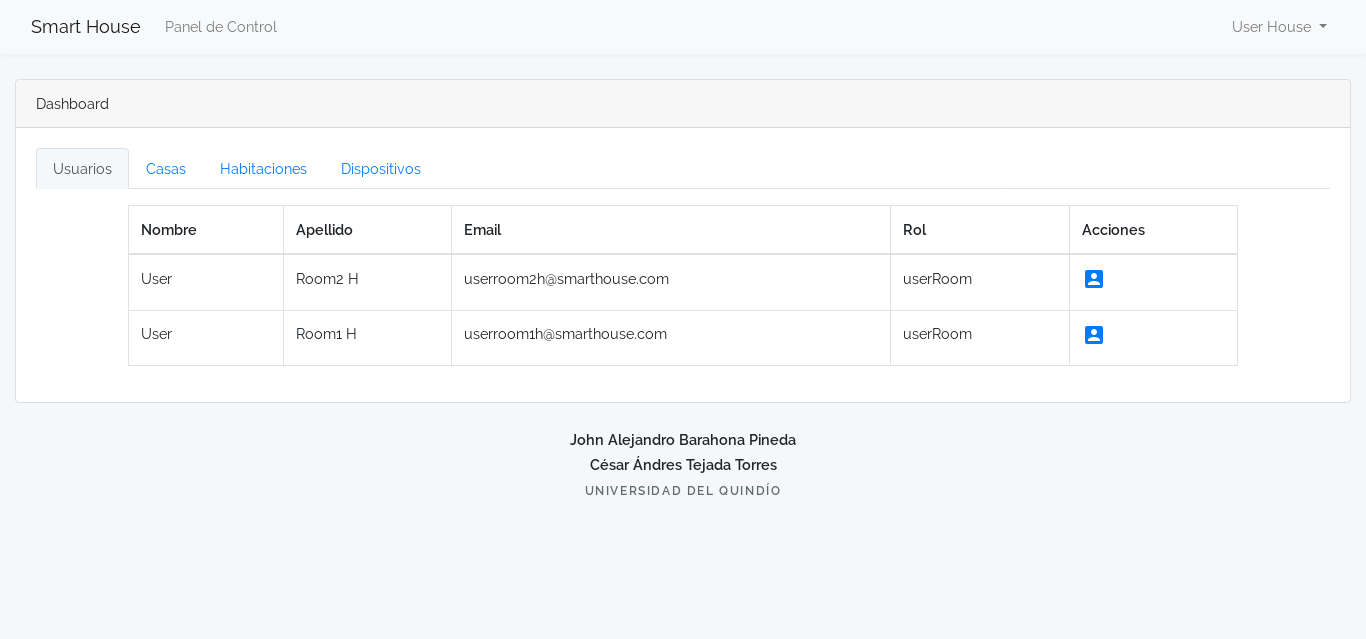 Smart House Panel de Control User House
Dashboard
Usuarios Casas Habitaciones Dispositivos
Nombre Apellido Email Rol Acciones
User Room2 H userroom2h@smarthouse.com userRoom
User Room1 H userroom1h@smarthouse.com userRoom
John Alejandro Barahona Pineda
César Ándres Tejada Torres
UNIVERSIDAD DEL QUINDÍO